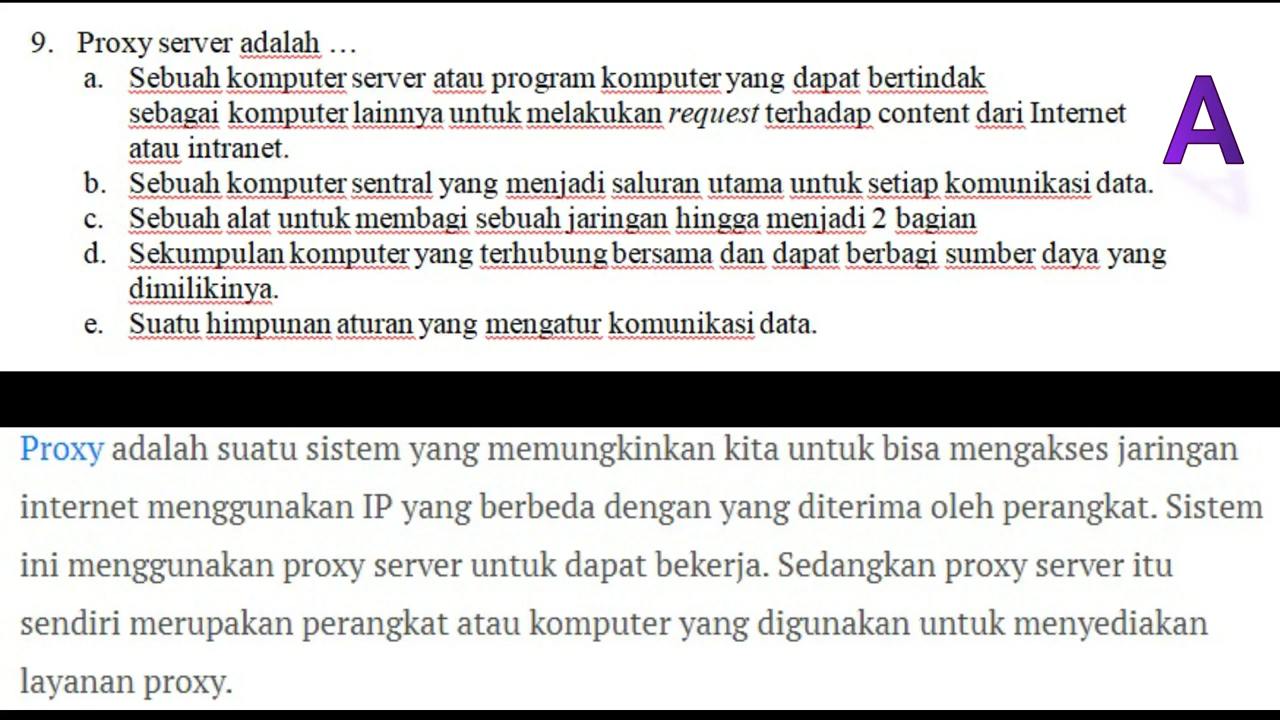 9. Proxy server adalah …
a. Sebuah komputer server atau program komputer yang dapat bertindak
sebagai komputer lainnya untuk melakukan request terhadap content dari Internet
atau intranet.
b. Sebuah komputer sentral yang menjadi saluran utama untuk setiap komunikasi data.
c. Sebuah alat untuk membagi sebuah jaringan hingga menjadi 2 bagian
d. Sekumpulan komputer yang terhubung bersama dan dapat berbagi sumber daya yang
dimilikinya.
e. Suatu himpunan aturan yang mengatur komunikasi data.
A
Proxy adalah suatu sistem yang memungkinkan kita untuk bisa mengakses jaringan
internet menggunakan IP yang berbeda dengan yang diterima oleh perangkat. Sistem
ini menggunakan proxy server untuk dapat bekerja. Sedangkan proxy server itu
sendiri merupakan perangkat atau komputer yang digunakan untuk menyediakan
layanan proxy.